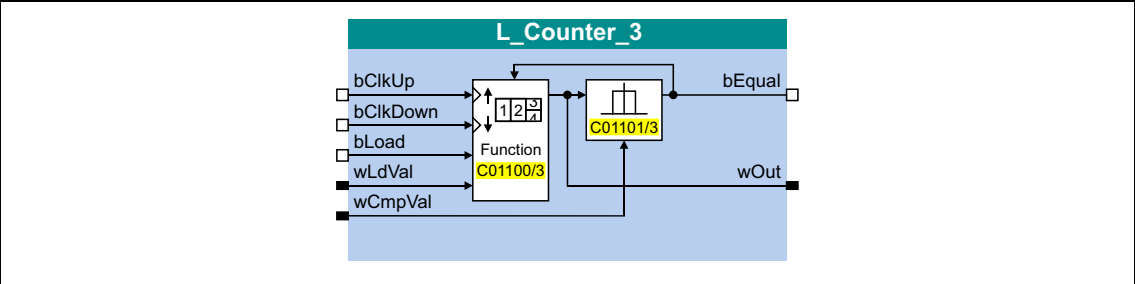 L_Counter_3
bClkUp
bEqual
bClkDown
1 2 3
4
C01101/3
bLoad
Function
wLdVal
C01100/3
wOut
wCmpVal